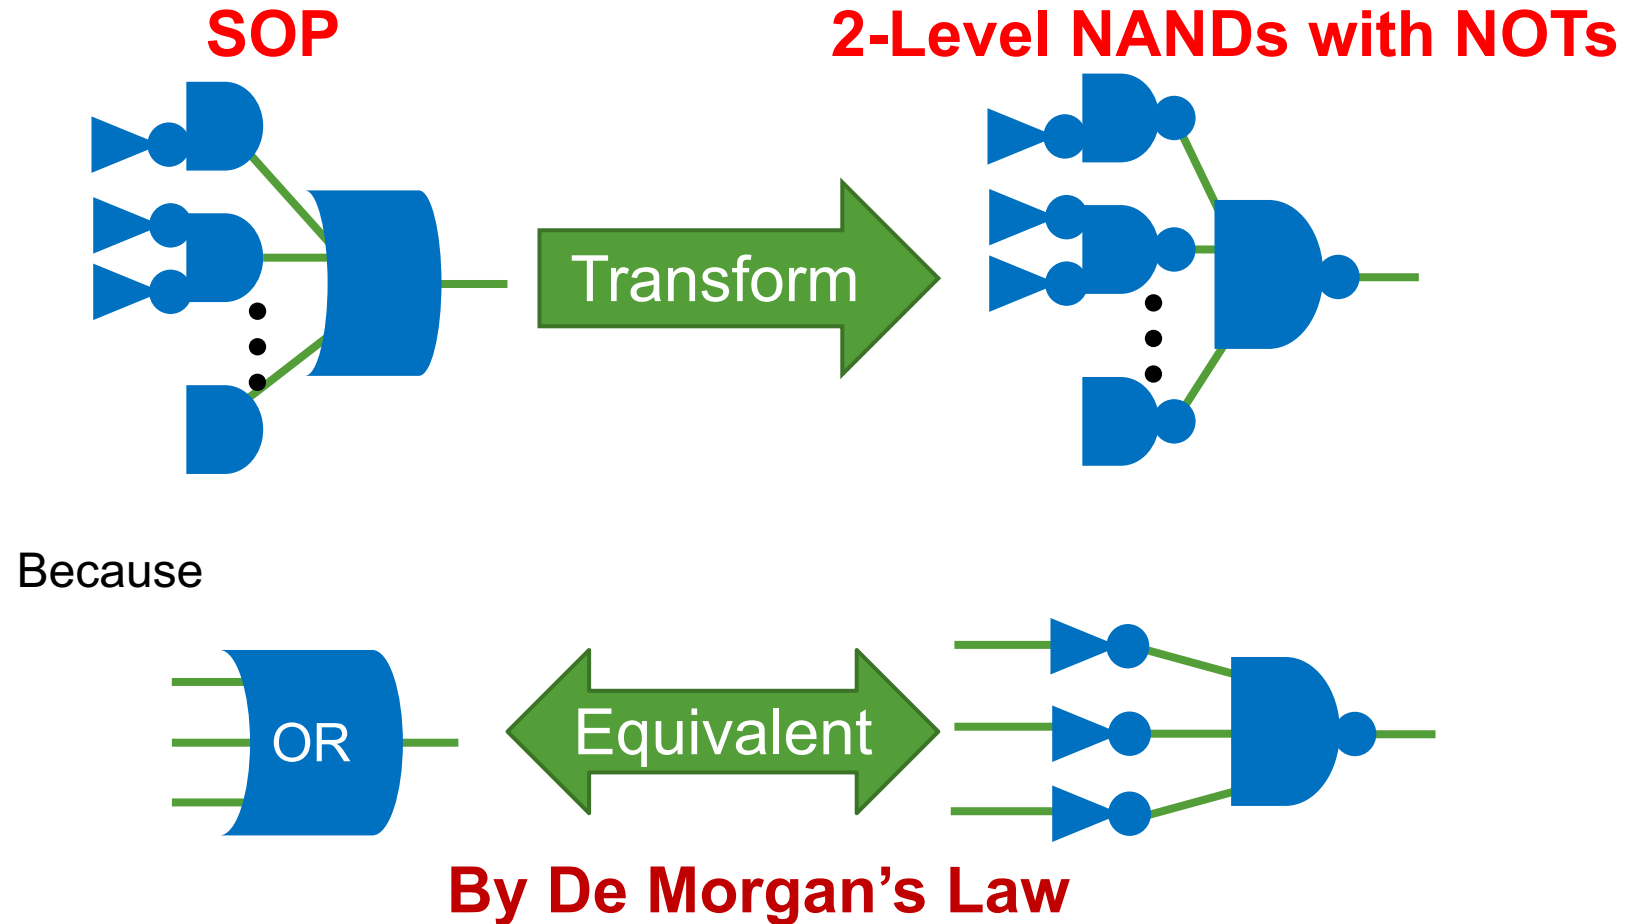 SOP
2-Level NANDs with NOTs
Transform
Because
OR
Equivalent
By De Morgan’s Law